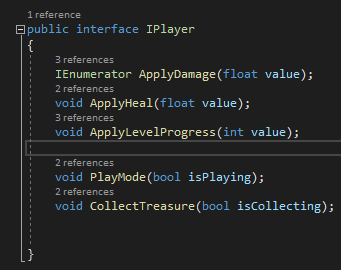 1 reference
public interface IPlayer
{
3 references
IEnumerator ApplyDamage(float value);
2 references
void ApplyHeal(float value);
3 references
void ApplyLevelProgress(int value);
2 references
void PlayMode(bool isPlaying);
2 references
void CollectTreasure(bool isCollecting);
}